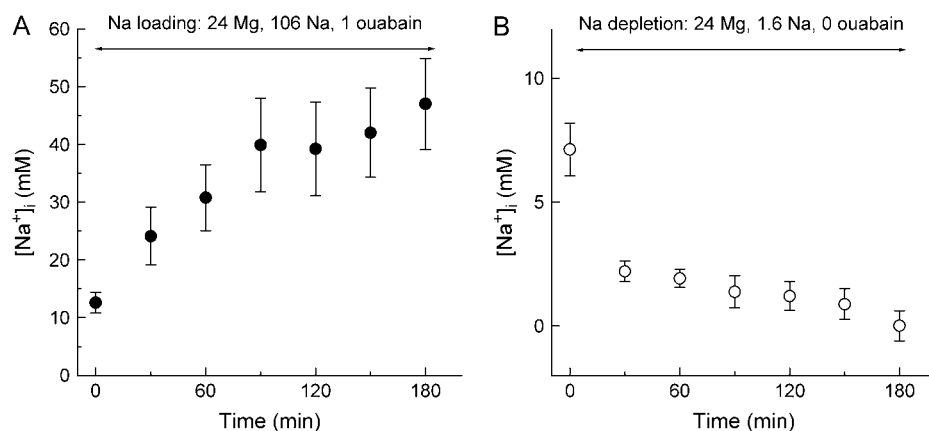 A
Na loading: 24 Mg, 106 Na, 1 ouabain
60
50
40
30
20
10
0
[Na+]i (mM)
0
60
120
180
Time (min)
B
Na depletion: 24 Mg, 1.6 Na, 0 ouabain
10
5
0
[Na+]i (mM)
0
60
120
180
Time (min)